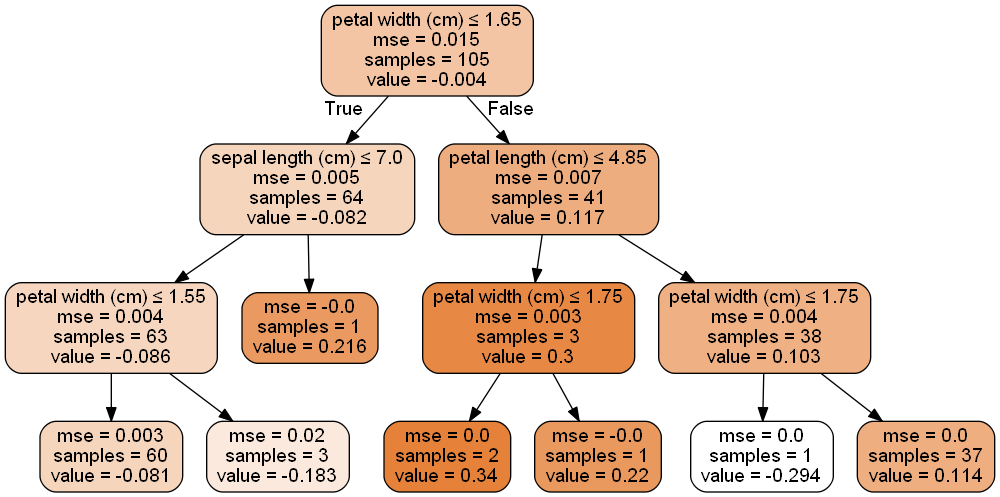 petal width (cm) ≤ 1.65
mse = 0.015
samples = 105
value = -0.004
True
False
sepal length (cm) ≤ 7.0
mse = 0.005
samples = 64
value = -0.082
petal length (cm) ≤ 4.85
mse = 0.007
samples = 41
value = 0.117
petal width (cm) ≤ 1.55
mse = 0.004
samples = 63
value = -0.086
mse = -0.0
samples = 1
value = 0.216
petal width (cm) ≤ 1.75
mse = 0.003
samples = 3
value = 0.3
petal width (cm) ≤ 1.75
mse = 0.004
samples = 38
value = 0.103
mse = 0.003
samples = 60
value = -0.081
mse = 0.02
samples = 3
value = -0.183
mse = 0.0
samples = 2
value = 0.34
mse = -0.0
samples = 1
value = 0.22
mse = 0.0
samples = 1
value = -0.294
mse = 0.0
samples = 37
value = 0.114